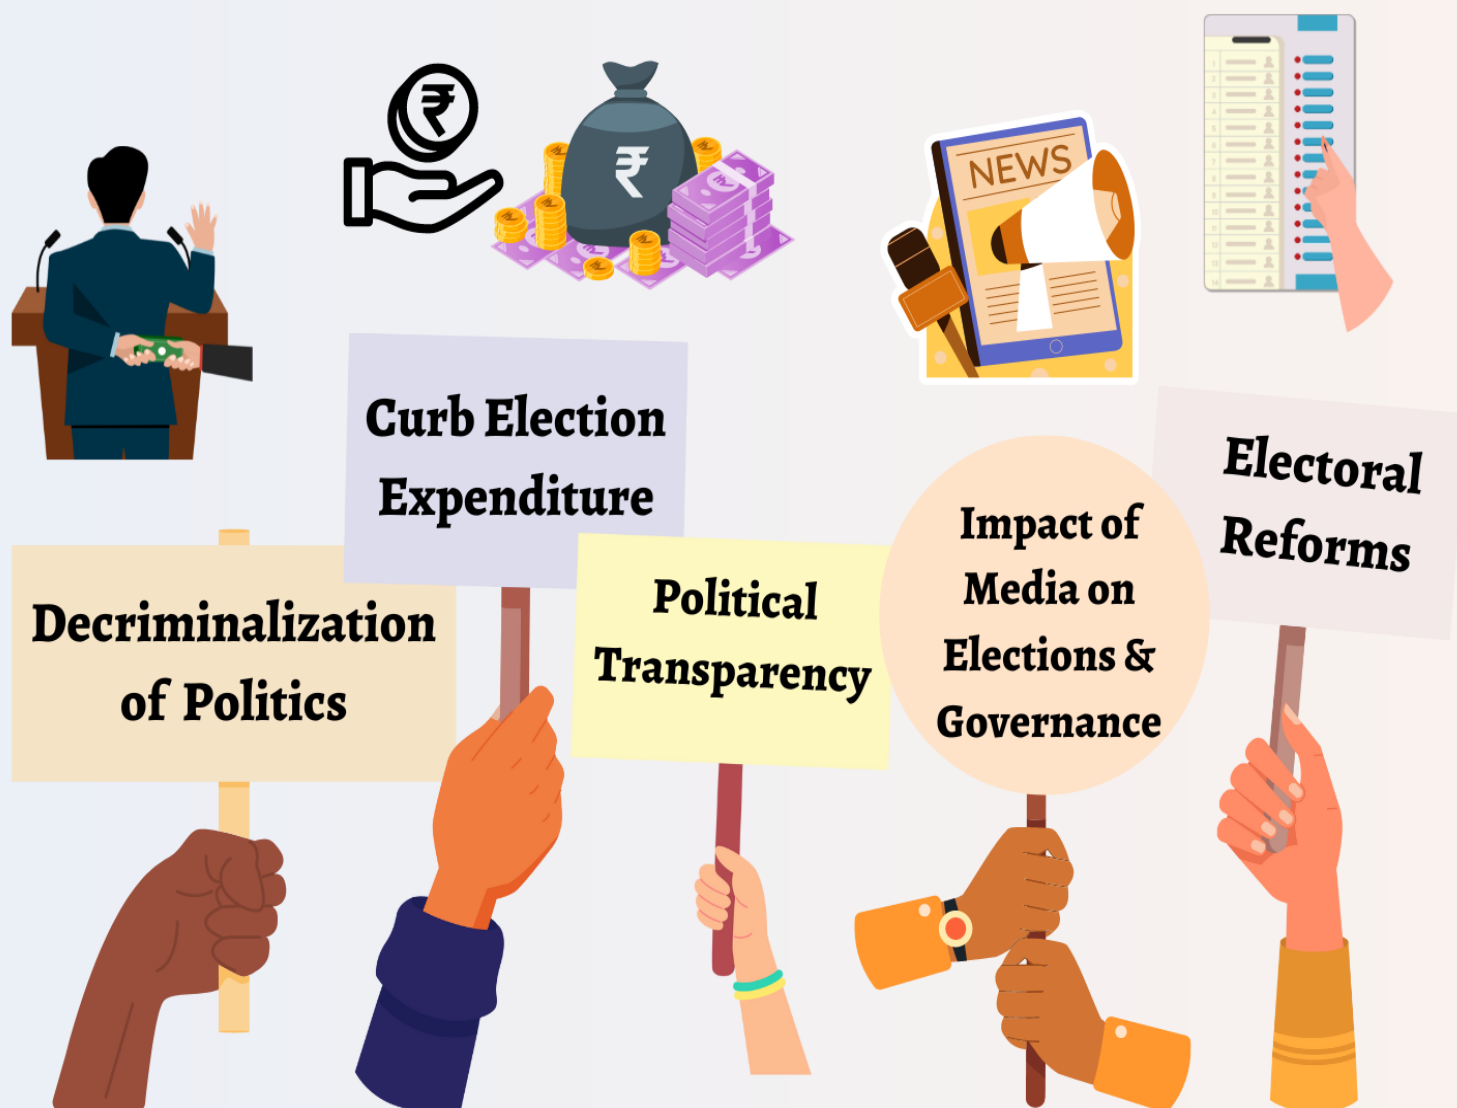 ₹
₹
NEWS
Curb Election
Expenditure
Electoral
Reforms
Decriminalization
of Politics
Political
Transparency
Impact of
Media on
Elections &
Governance